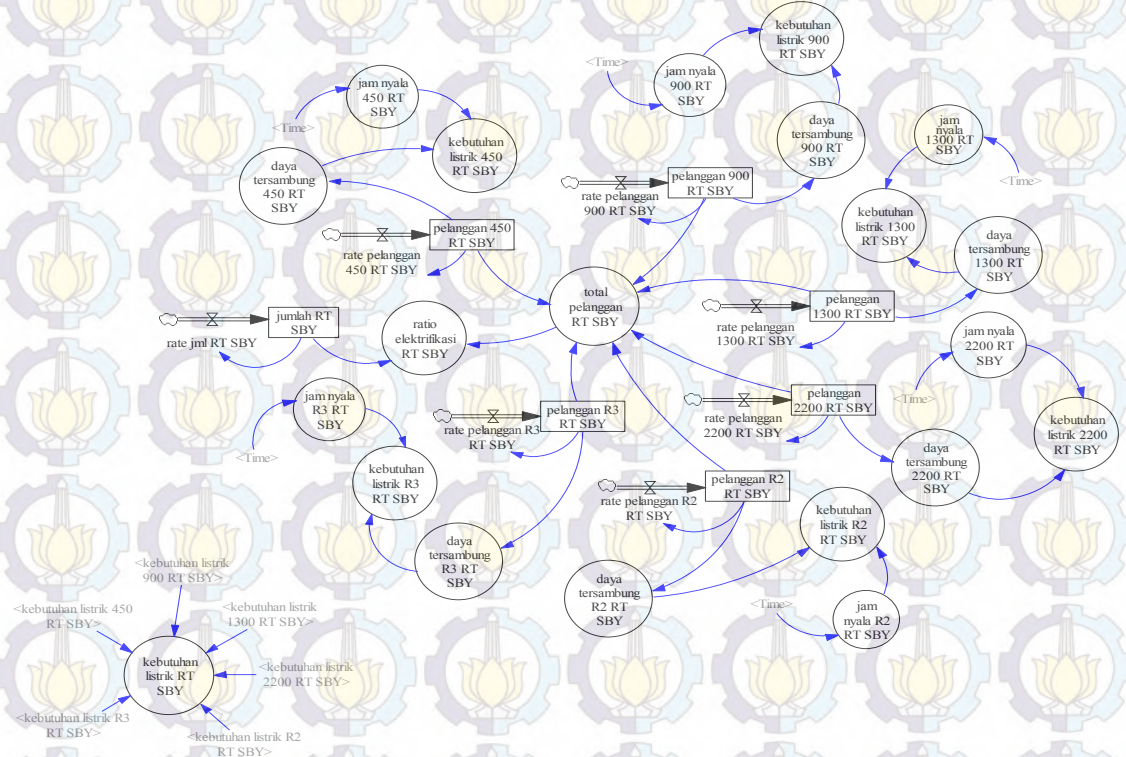 kebutuhan
listrik 900
RT SBY
<Time>
jam nyala
900 RT
SBY
jam nyala
450 RT
SBY
<Time>
kebutuhan
listrik 450
RT SBY
daya
tersambung
450 RT
SBY
daya
tersambung
900 RT
SBY
jam
nyala
1300 RT
SBY
<Time>
pelanggan 900
RT SBY
rate pelanggan
900 RT SBY
kebutuhan
listrik 1300
RT SBY
daya
tersambung
1300 RT
SBY
pelanggan 450
RT SBY
rate pelanggan
450 RT SBY
total
pelanggan
RT SBY
pelanggan
1300 RT SBY
rate pelanggan
1300 RT SBY
jumlah RT
SBY
rate jml RT SBY
ratio
elektrifikasi
RT SBY
jam nyala
2200 RT
SBY
<Time>
jam nyala
R3 RT
SBY
<Time>
pelanggan R3
RT SBY
rate pelanggan R3
RT SBY
pelanggan
2200 RT SBY
rate pelanggan
2200 RT SBY
kebutuhan
listrik 2200
RT SBY
daya
tersambung
2200 RT
SBY
kebutuhan
listrik R3
RT SBY
pelanggan R2
RT SBY
rate pelanggan R2
RT SBY
kebutuhan
listrik R2
RT SBY
daya
tersambung
R3 RT
SBY
daya
tersambung
R2 RT
SBY
<Time>
jam
nyala R2
RT SBY
<kebutuhan listrik
900 RT SBY>
<kebutuhan listrik 450
RT SBY>
<kebutuhan listrik
1300 RT SBY>
kebutuhan
listrik RT
SBY
<kebutuhan listrik
2200 RT SBY>
<kebutuhan listrik R3
RT SBY>
<kebutuhan listrik R2
RT SBY>